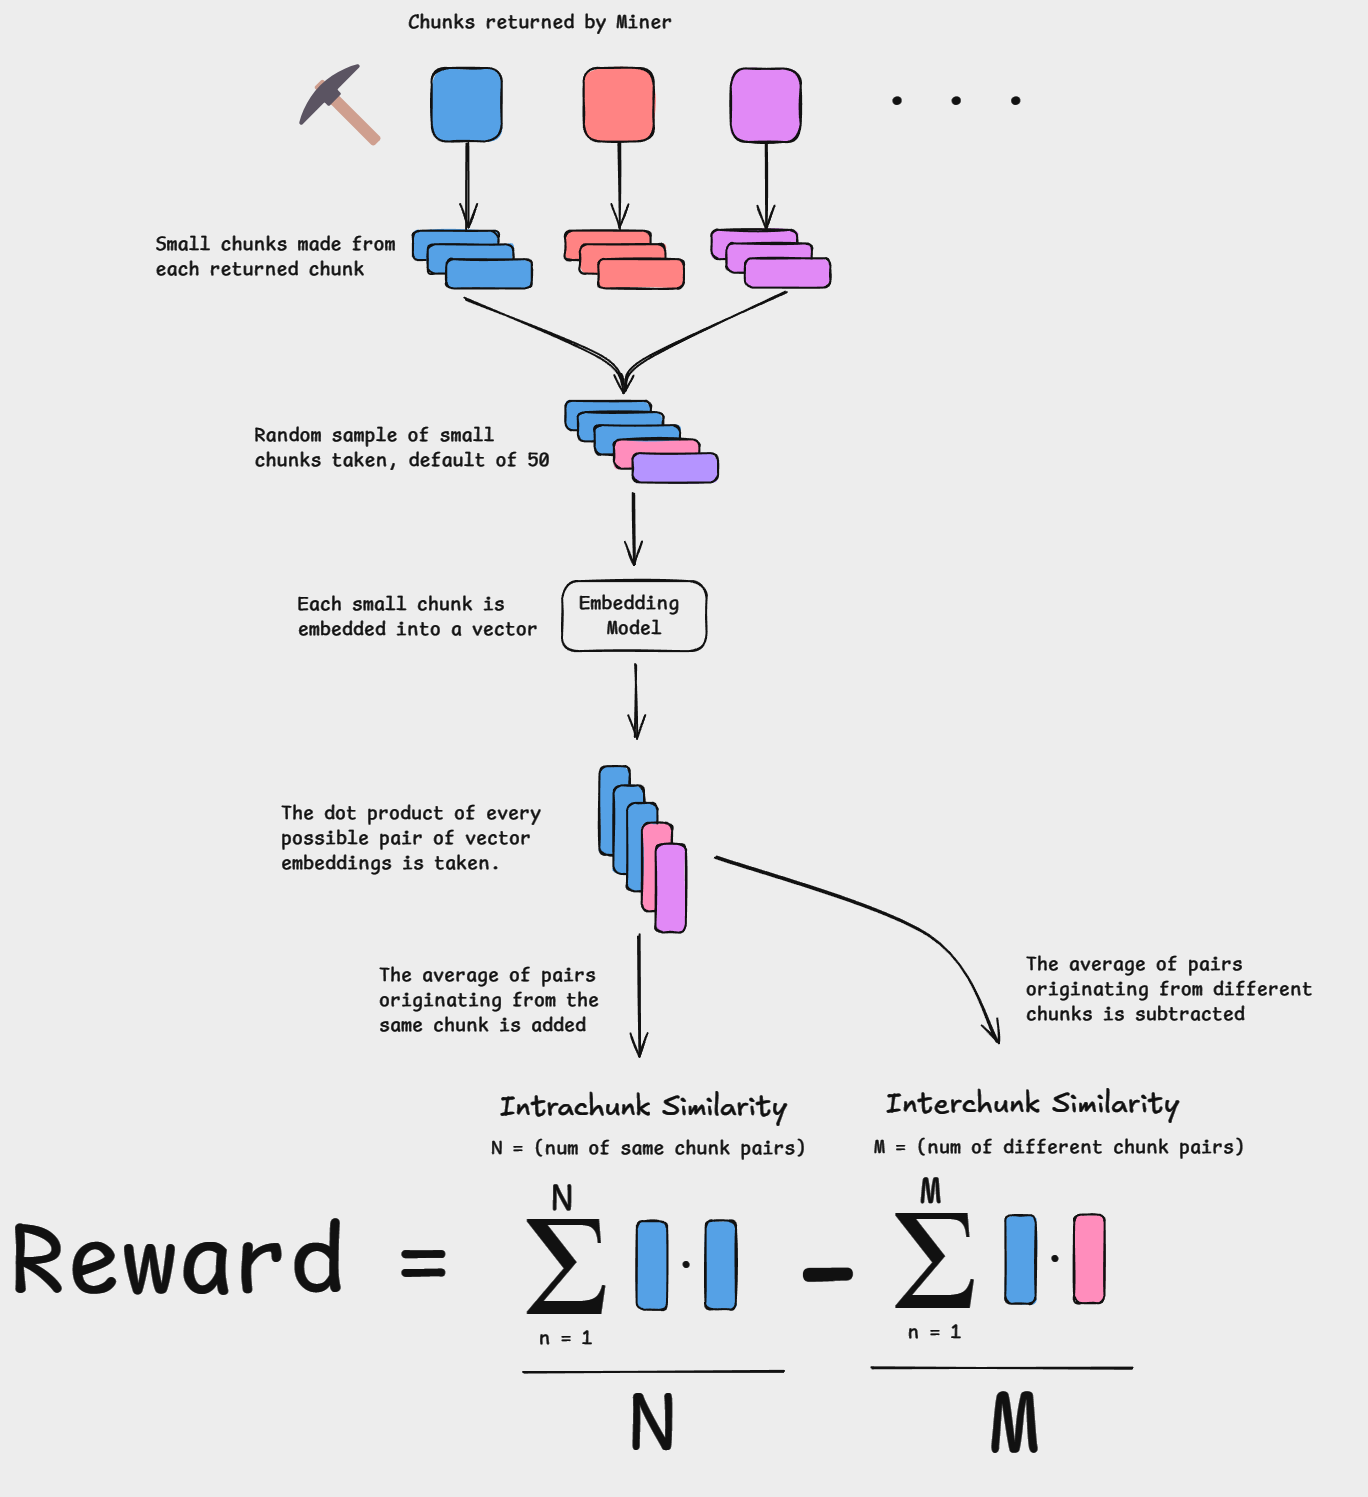 Chunks returned by Miner
Small chunks made from
each returned chunk
Random sample of small
chunks taken, default of 50
Each small chunk is
embedded into a vector
Embedding
Model
The dot product of every
possible pair of vector
embeddings is taken.
The average of pairs
originating from the
same chunk is added
The average of pairs
originating from different
chunks is subtracted
Intrachunk Similarity
N = (num of same chunk pairs)
Interchunk Similarity
M = (num of different chunk pairs)
Reward =
N
∑ ·
n = 1
N
-
M
∑ ·
n = 1
M